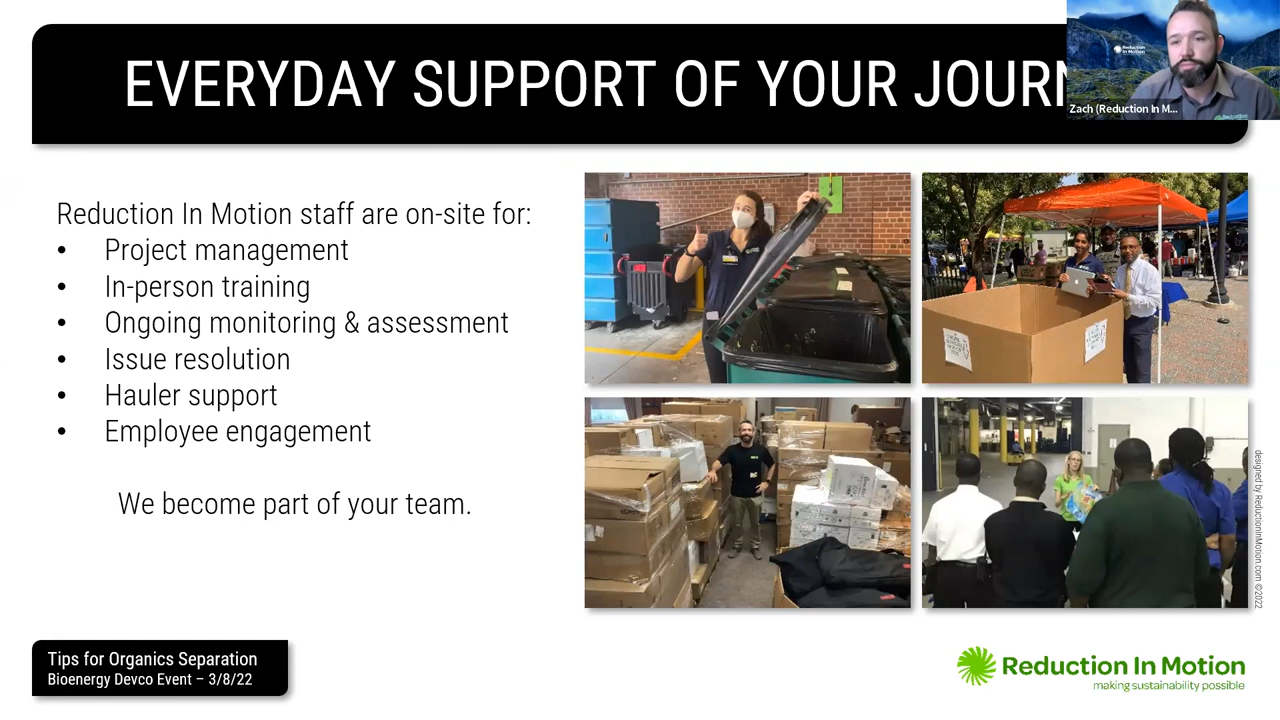 EVERYDAY SUPPORT OF YOUR JOURN
Reduction In Motion
Zach (Reduction In M...
Reduction In Motion staff are on-site for:
• Project management
• In-person training
• Ongoing monitoring & assessment
• Issue resolution
• Hauler support
• Employee engagement
We become part of your team.
designed by ReductionInMotion.com ©2022
Tips for Organics Separation
Bioenergy Devco Event – 3/8/22
Reduction In Motion
making sustainability possible